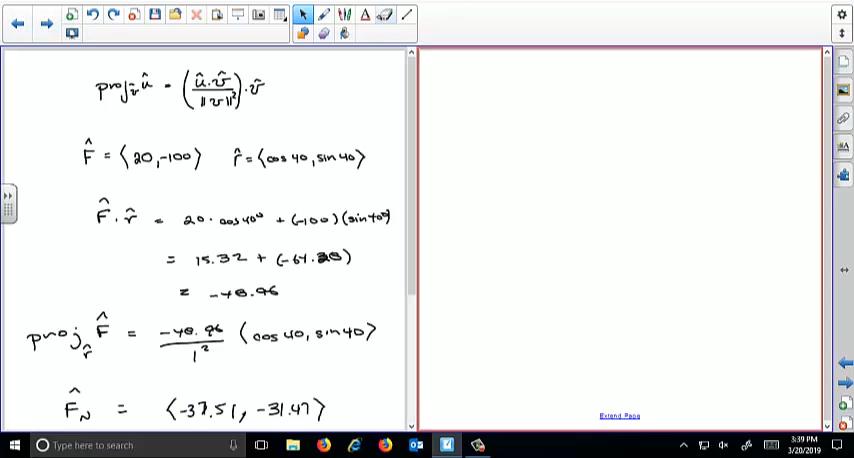 proj_v̂ û = (û·v̂ / ||v||²)·v̂
F̂ = ⟨20, -100⟩ r̂ = ⟨cos 40, sin 40⟩
F̂ · r̂ = 20 · cos 40° + (-100)(sin 40°)
= 15.32 + (-64.28)
= -48.96
proj_r̂ F̂ = -48.96 / 1² ⟨cos 40, sin 40⟩
F̂_N = ⟨-37.51, -31.47⟩
Extend Page
Type here to search
3:39 PM
3/20/2019